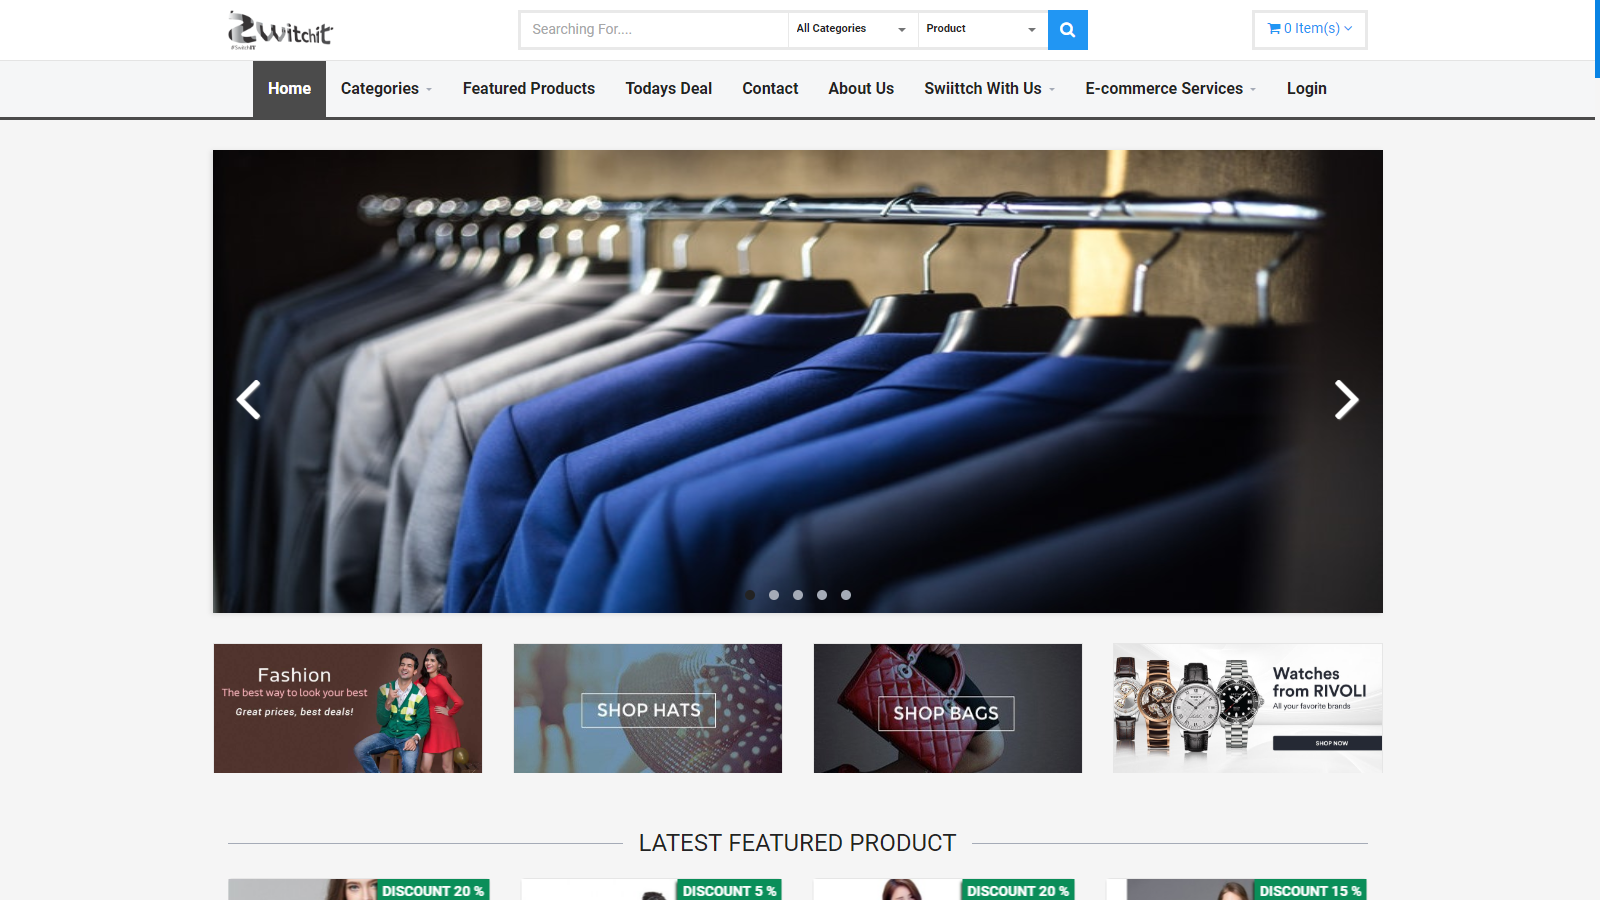 Switchit
#SwitchIT
Searching For....
All Categories
Product
0 Item(s)
Home
Categories
Featured Products
Todays Deal
Contact
About Us
Swiittch With Us
E-commerce Services
Login
Fashion
The best way to look your best
Great prices, best deals!
SHOP HATS
SHOP BAGS
Watches
from RIVOLI
All your favorite brands
SHOP NOW
LATEST FEATURED PRODUCT
DISCOUNT 20 %
DISCOUNT 5 %
DISCOUNT 20 %
DISCOUNT 15 %